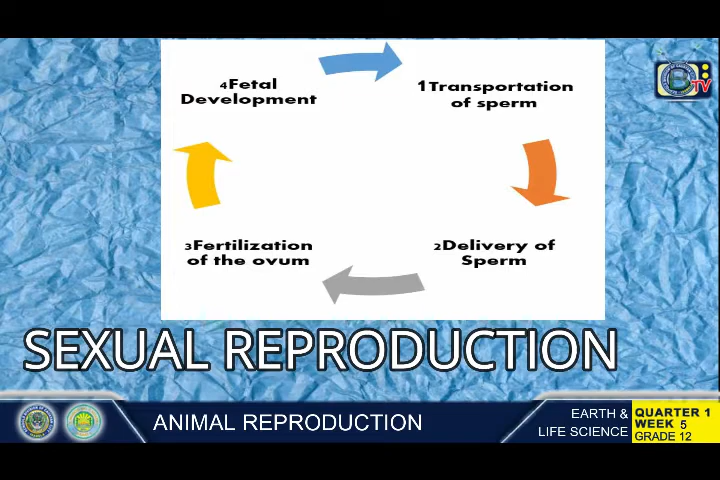 4Fetal
Development
1Transportation
of sperm
3Fertilization
of the ovum
2Delivery of
Sperm
TV
SEXUAL REPRODUCTION
ANIMAL REPRODUCTION
EARTH &
LIFE SCIENCE
QUARTER 1
WEEK 5
GRADE 12